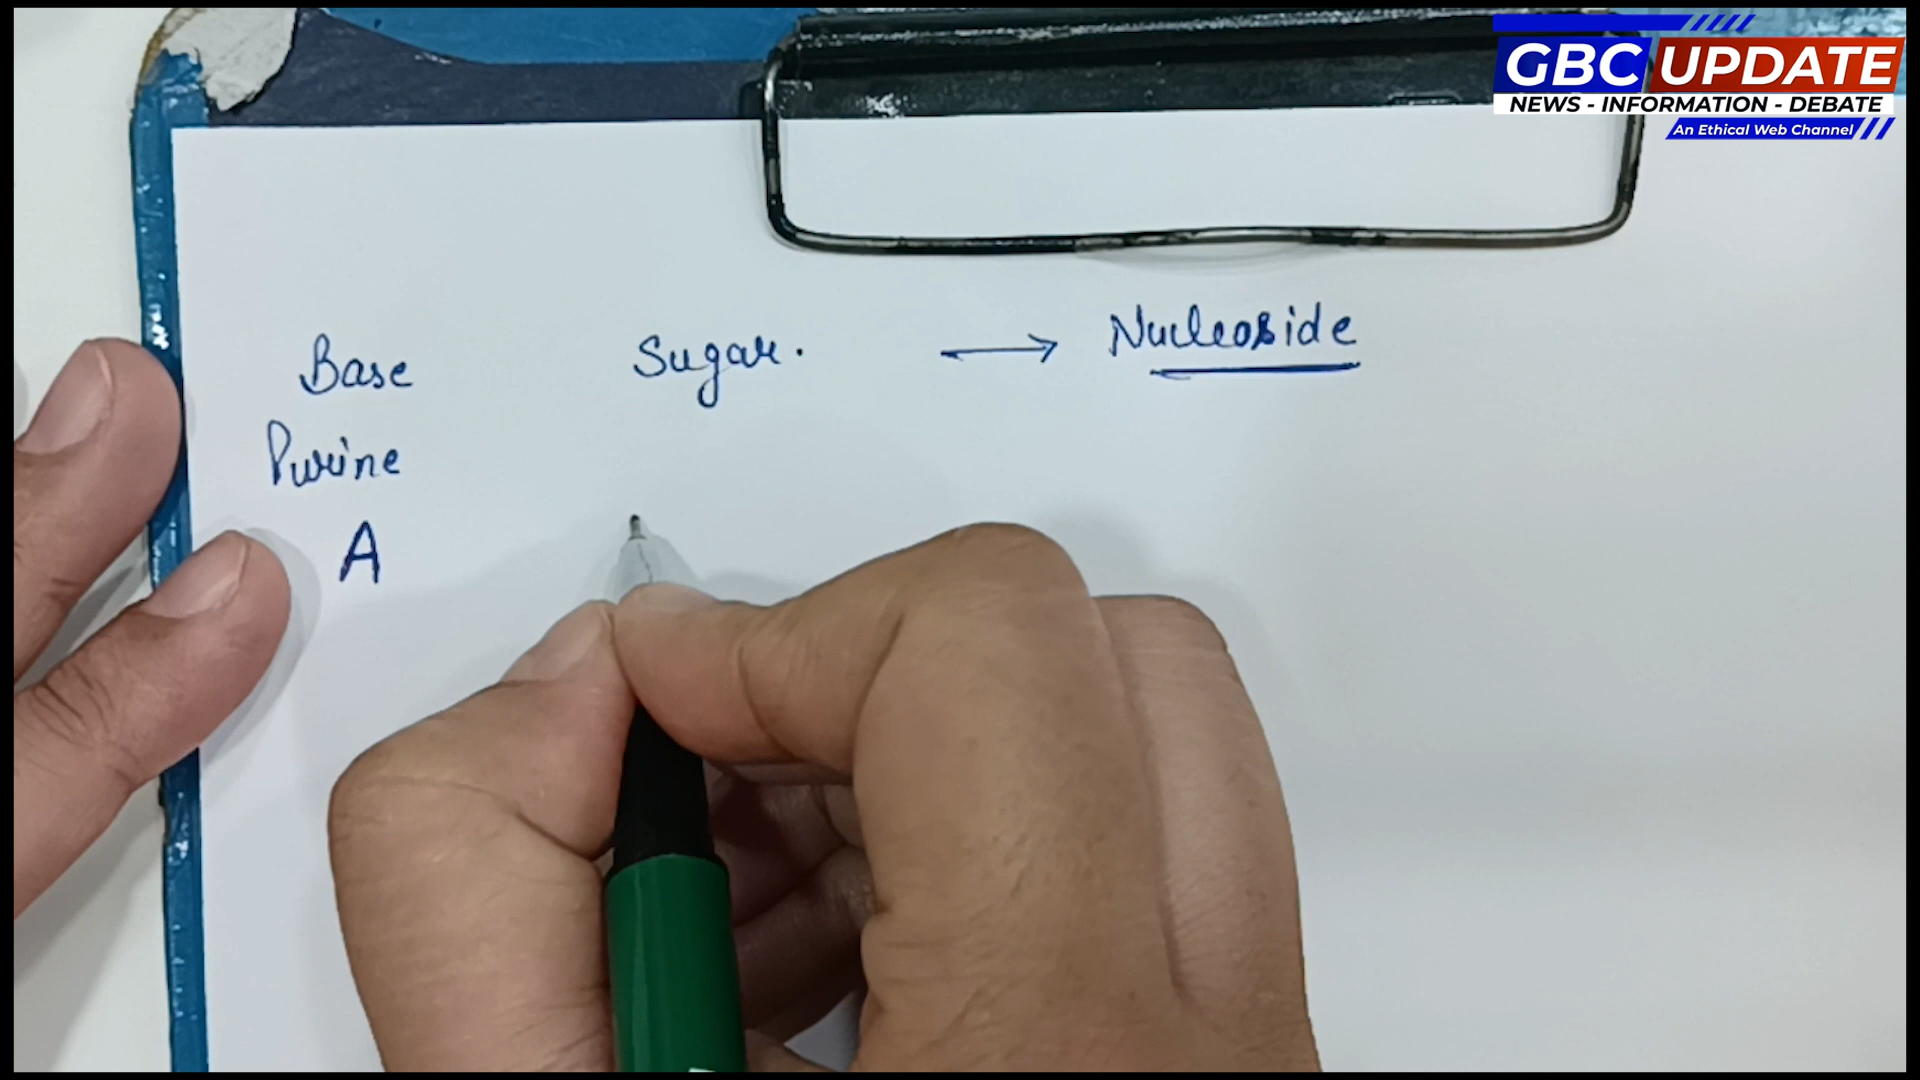 GBC UPDATE
NEWS - INFORMATION - DEBATE
An Ethical Web Channel
Base Sugar. → Nucleoside
Purine
A